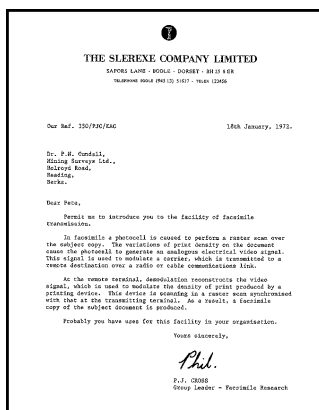 THE SLEREXE COMPANY LIMITED
SAPORS LANE - BOOLE - DORSET - BH 25 8 ER
TELEPHONE BOOLE (945 13) 51617 - TELEX 123456
Our Ref. 350/PJC/EAC
18th January, 1972.
Dr. P.N. Cundall,
Mining Surveys Ltd.,
Holroyd Road,
Reading,
Berks.
Dear Pete,
Permit me to introduce you to the facility of facsimile
transmission.
In facsimile a photocell is caused to perform a raster scan over
the subject copy. The variations of print density on the document
cause the photocell to generate an analogous electrical video signal.
This signal is used to modulate a carrier, which is transmitted to a
remote destination over a radio or cable communications link.
At the remote terminal, demodulation reconstructs the video
signal, which is used to modulate the density of print produced by a
printing device. This device is scanning in a raster scan synchronised
with that at the transmitting terminal. As a result, a facsimile
copy of the subject document is produced.
Probably you have uses for this facility in your organisation.
Yours sincerely,
Phil.
P.J. CROSS
Group Leader - Facsimile Research